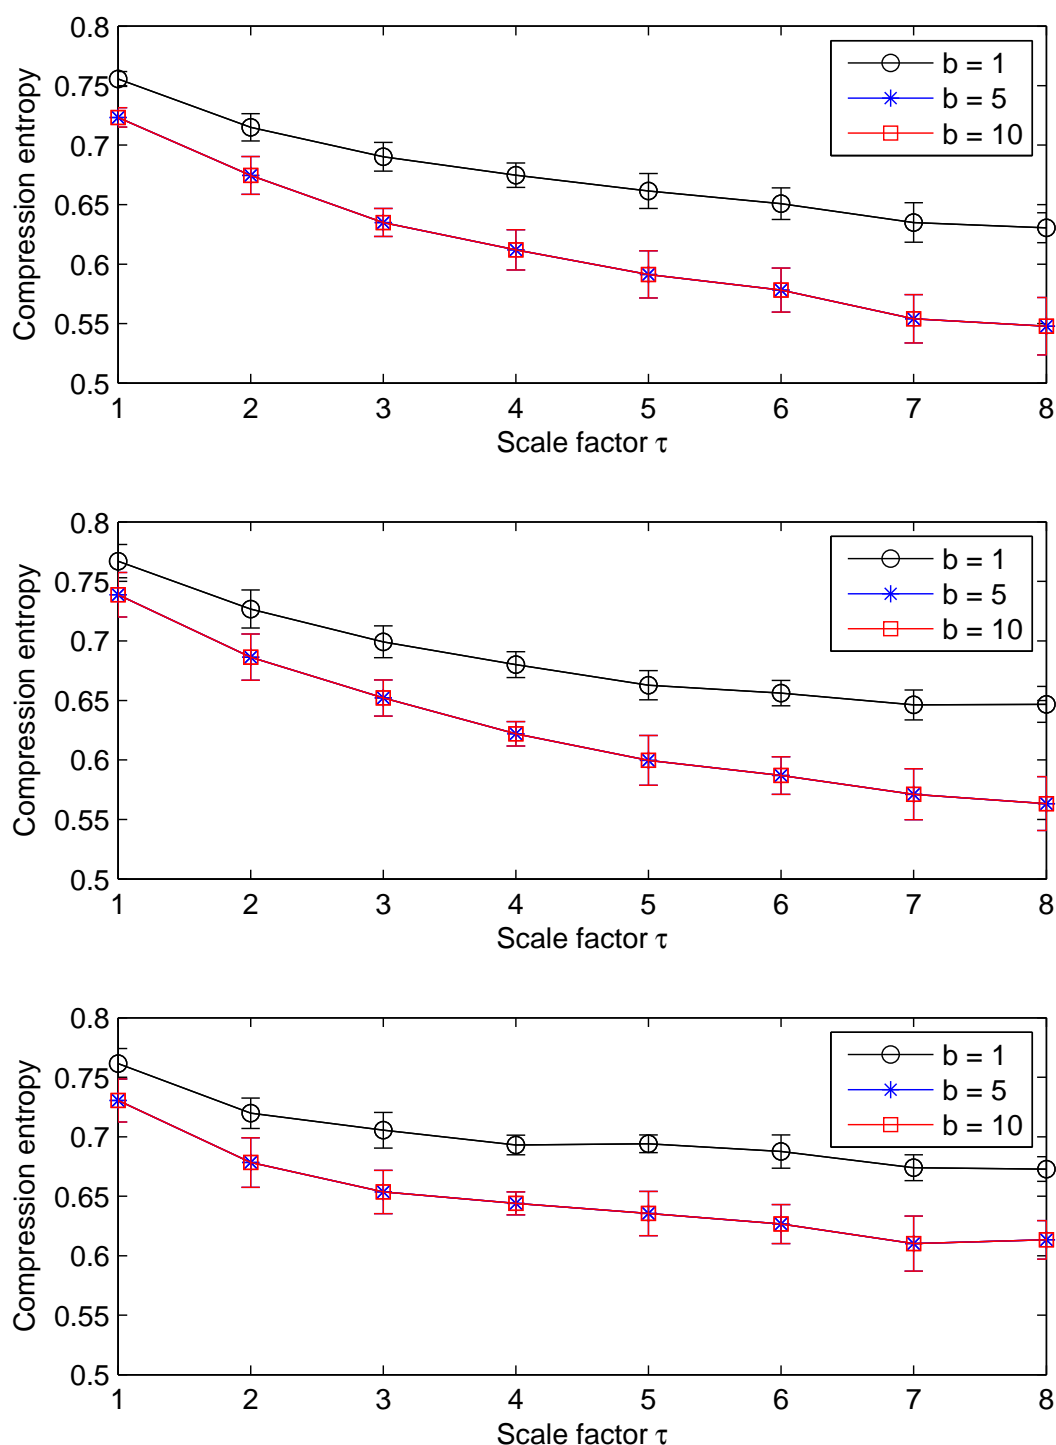 0.8
0.75
0.7
0.65
0.6
0.55
0.5
Compression entropy
b = 1
b = 5
b = 10
1 2 3 4 5 6 7 8
Scale factor τ
0.8
0.75
0.7
0.65
0.6
0.55
0.5
Compression entropy
b = 1
b = 5
b = 10
1 2 3 4 5 6 7 8
Scale factor τ
0.8
0.75
0.7
0.65
0.6
0.55
0.5
Compression entropy
b = 1
b = 5
b = 10
1 2 3 4 5 6 7 8
Scale factor τ